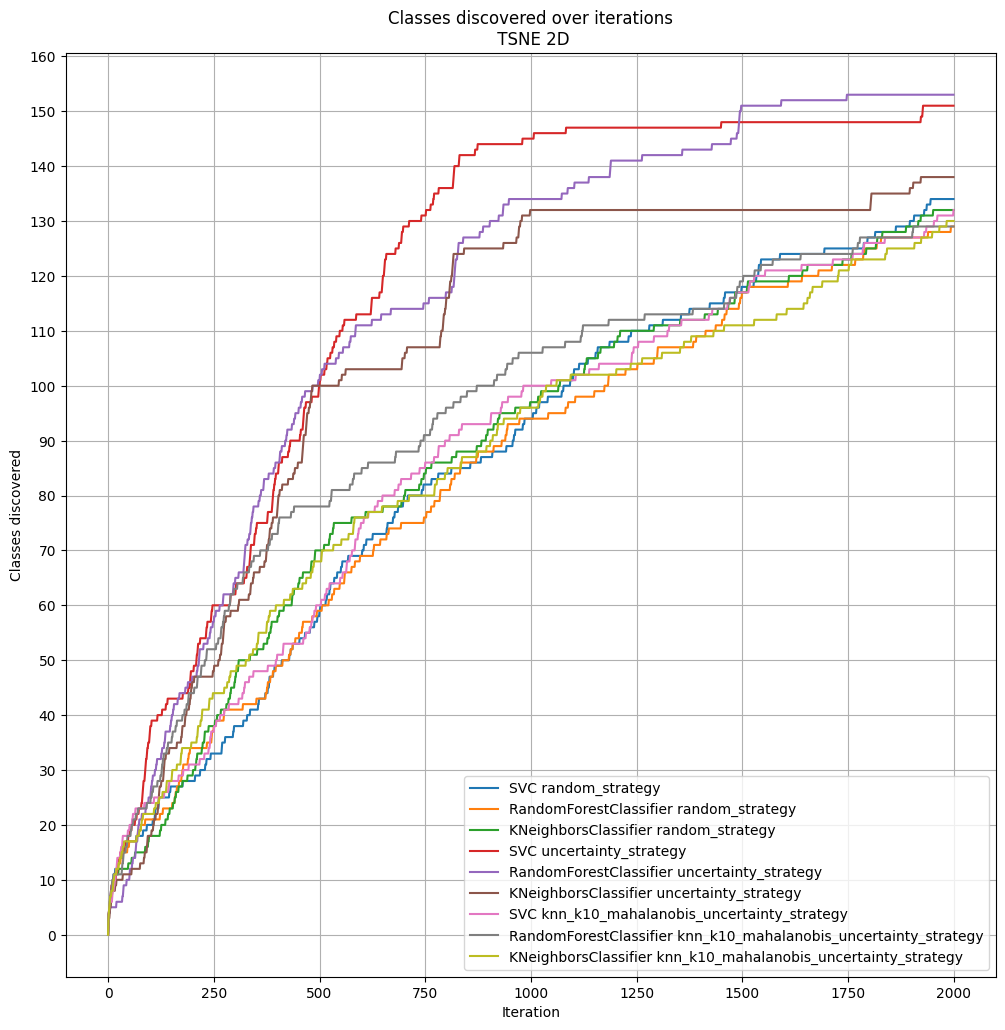 Classes discovered over iterations
TSNE 2D
160
150
140
130
120
110
100
90
80
70
60
50
40
30
20
10
0
Classes discovered
SVC random_strategy
RandomForestClassifier random_strategy
KNeighborsClassifier random_strategy
SVC uncertainty_strategy
RandomForestClassifier uncertainty_strategy
KNeighborsClassifier uncertainty_strategy
SVC knn_k10_mahalanobis_uncertainty_strategy
RandomForestClassifier knn_k10_mahalanobis_uncertainty_strategy
KNeighborsClassifier knn_k10_mahalanobis_uncertainty_strategy
0 250 500 750 1000 1250 1500 1750 2000
Iteration